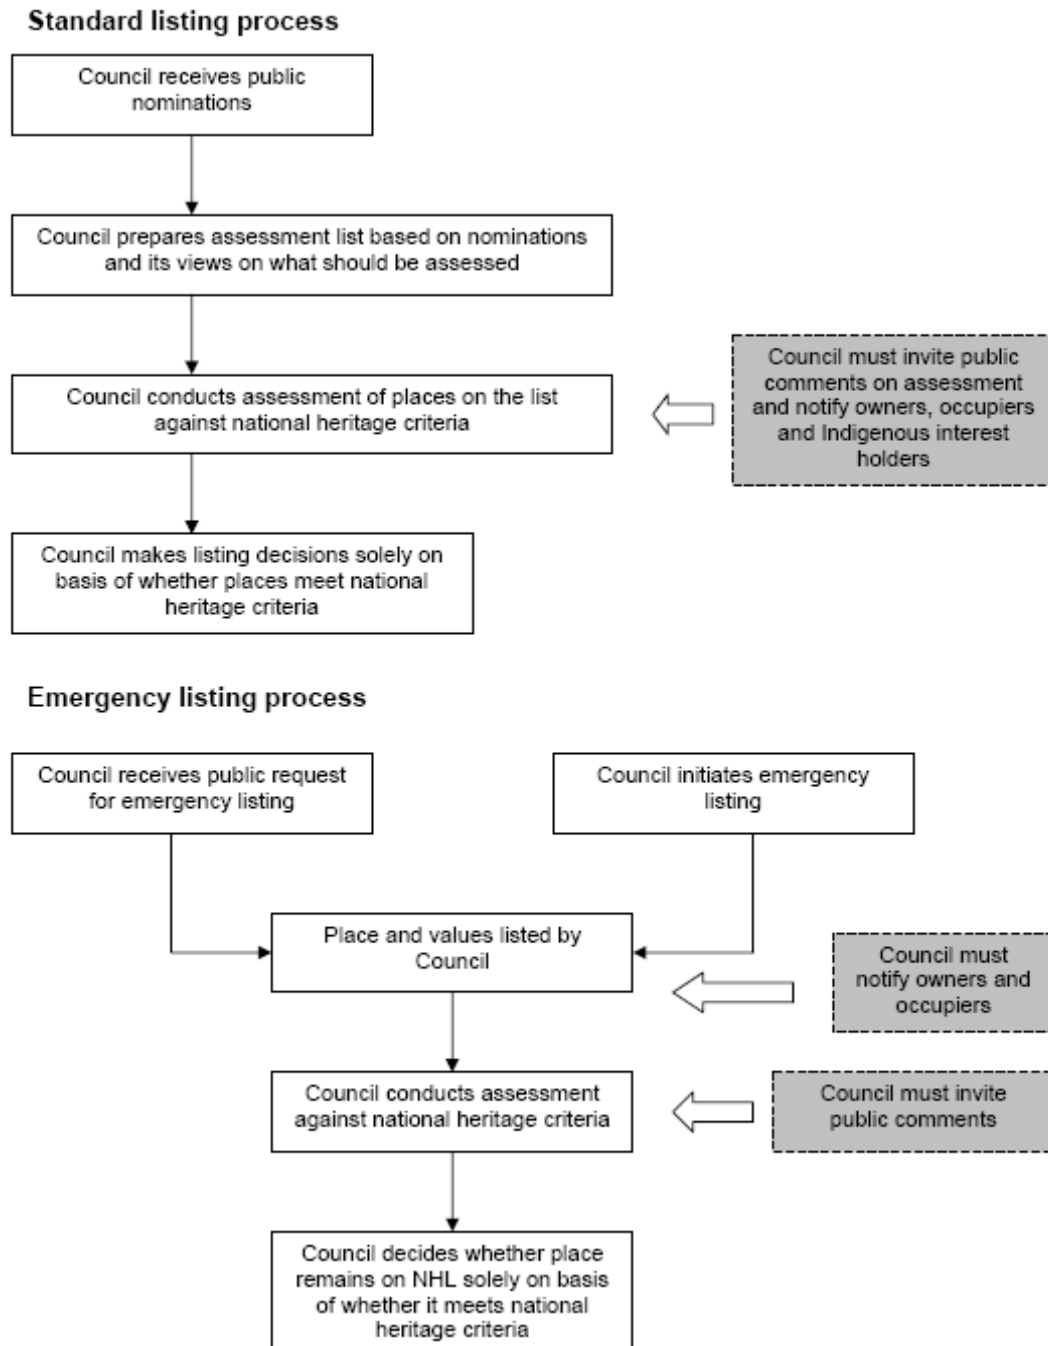 Standard listing process
Council receives public
nominations
Council prepares assessment list based on nominations
and its views on what should be assessed
Council conducts assessment of places on the list
against national heritage criteria
Council must invite public
comments on assessment
and notify owners, occupiers
and Indigenous interest
holders
Council makes listing decisions solely on
basis of whether places meet national
heritage criteria
Emergency listing process
Council receives public request
for emergency listing
Council initiates emergency
listing
Place and values listed by
Council
Council must
notify owners and
occupiers
Council conducts assessment
against national heritage criteria
Council must invite
public comments
Council decides whether place
remains on NHL solely on basis
of whether it meets national
heritage criteria